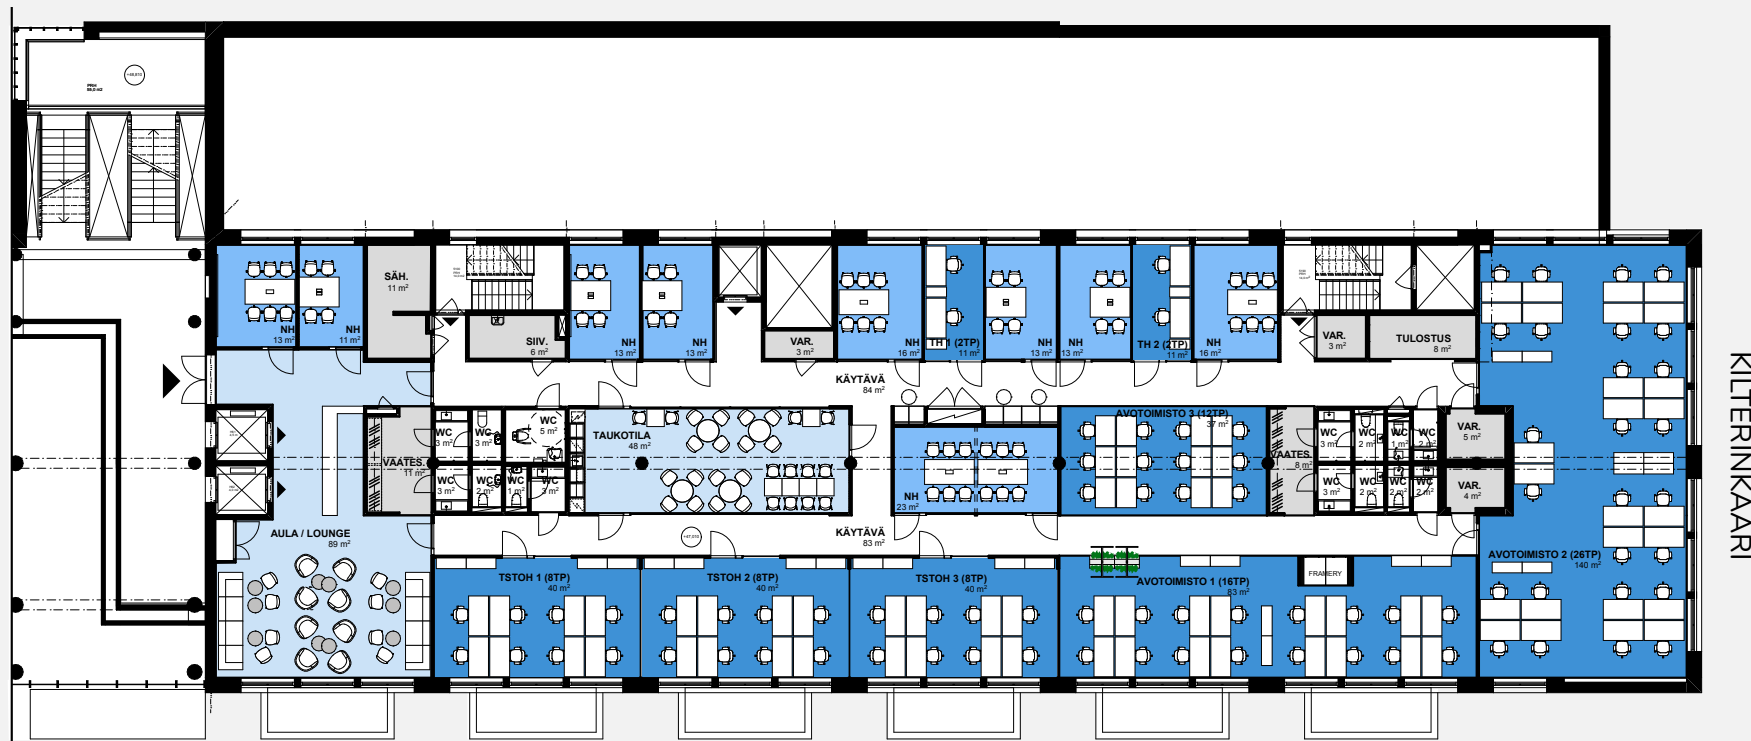 +48,810
PRH
59,0 m2
KILTERINKAARI
SÄH.
11 m²
NH
13 m²
NH
11 m²
SIIV.
6 m²
NH
13 m²
NH
13 m²
VAR.
3 m²
NH
16 m²
TH 1 (2TP)
11 m²
NH
13 m²
NH
13 m²
TH 2 (2TP)
11 m²
NH
16 m²
VAR.
3 m²
TULOSTUS
8 m²
KÄYTÄVÄ
84 m²
VAATES.
11 m²
WC
3 m²
WC
3 m²
WC
5 m²
WC
3 m²
WC
2 m²
WC
1 m²
WC
3 m²
TAUKOTILA
48 m²
NH
23 m²
AVOTOIMISTO 3 (12TP)
37 m²
VAATES.
8 m²
WC
3 m²
WC
2 m²
WC
1 m²
WC
2 m²
WC
3 m²
WC
2 m²
WC
2 m²
WC
2 m²
VAR.
5 m²
VAR.
4 m²
AULA / LOUNGE
89 m²
+47,010
KÄYTÄVÄ
83 m²
AVOTOIMISTO 2 (26TP)
140 m²
TSTOH 1 (8TP)
40 m²
TSTOH 2 (8TP)
40 m²
TSTOH 3 (8TP)
40 m²
AVOTOIMISTO 1 (16TP)
83 m²
FRAMERY